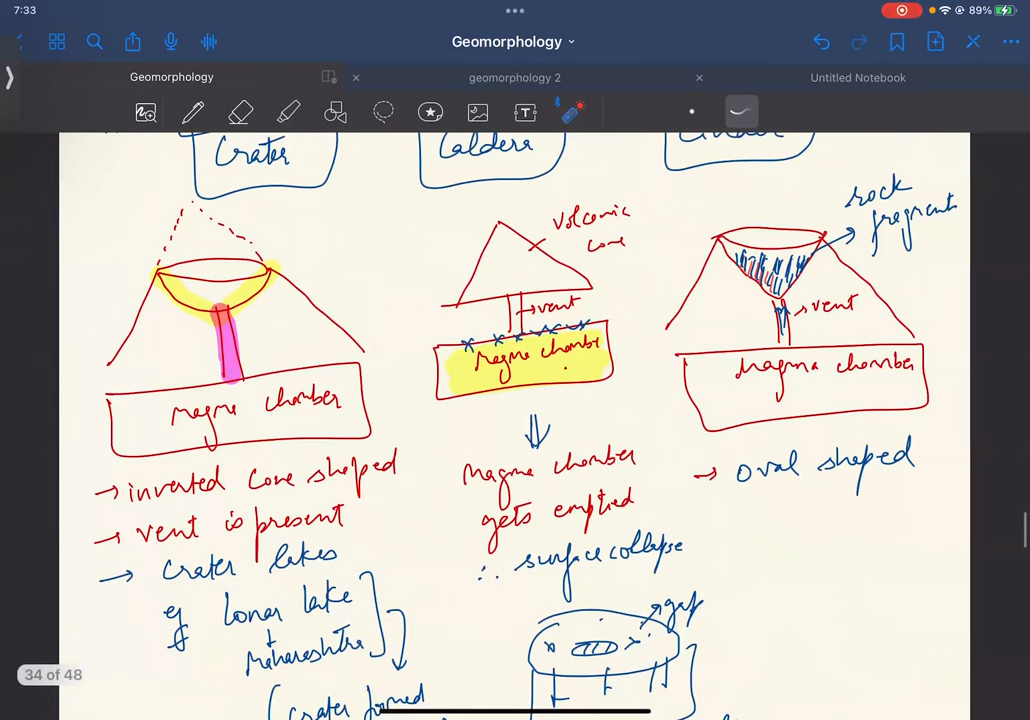 7:33
89%
Geomorphology
Geomorphology
geomorphology 2
Untitled Notebook
Crater
Caldera
rock
fragment
volcanic
cone
vent
vent
magma chamber
magma chamber
magma chamber
→ inverted cone shaped
→ vent is present
→ crater lakes
eg Lonar lake
Maharashtra
(crater formed
magma chamber
gets emptied
∴ surface collapse
gap
→ oval shaped
34 of 48